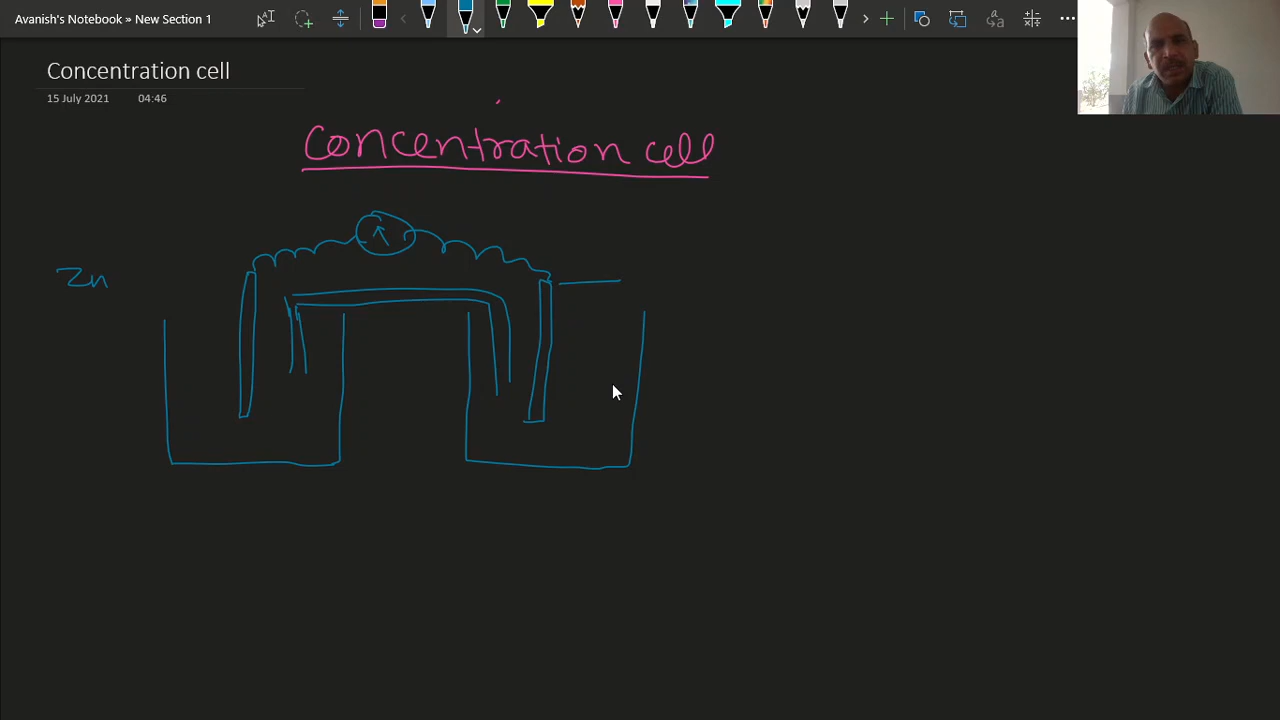 Avanish's Notebook » New Section 1
Concentration cell
15 July 2021 04:46
Concentration cell
Zn